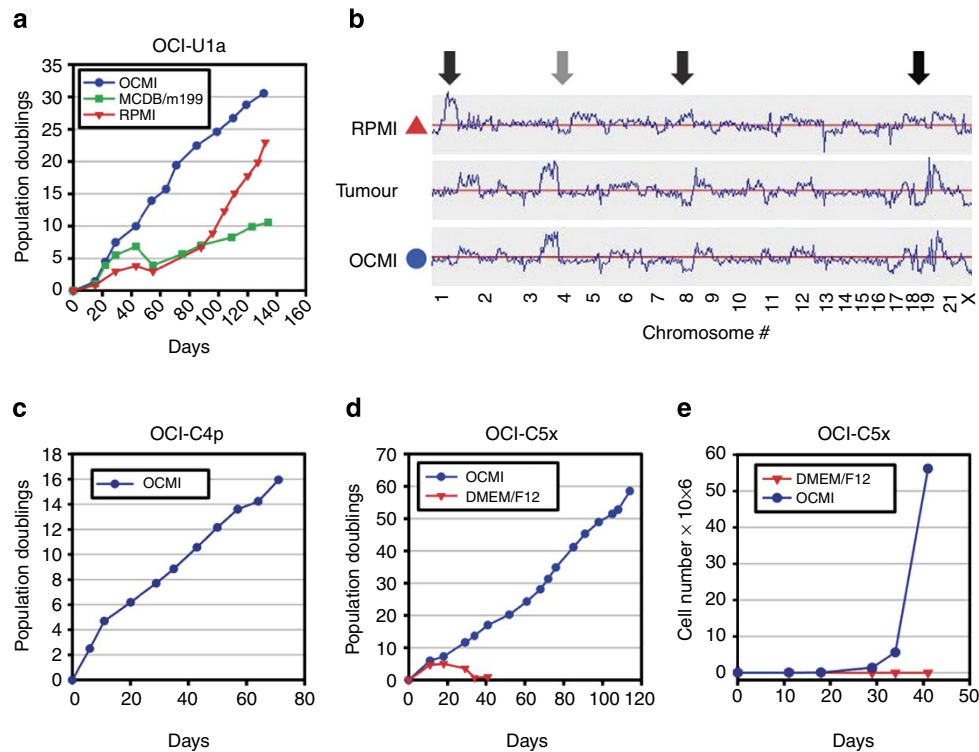 a
OCI-U1a
35
30
25
20
15
10
5
0
Population doublings
OCMI
MCDB/m199
RPMI
0 20 40 60 80 100 120 140 160
Days
b
RPMI
Tumour
OCMI
1 2 3 4 5 6 7 8 9 10 11 12 13 14 15 16 17 18 19 21 X
Chromosome #
c
OCI-C4p
18
16
14
12
10
8
6
4
2
0
Population doublings
OCMI
0 20 40 60 80
Days
d
OCI-C5x
70
60
50
40
30
20
10
0
Population doublings
OCMI
DMEM/F12
0 20 40 60 80 100 120
Days
e
OCI-C5x
60
50
40
30
20
10
0
Cell number × 10×6
DMEM/F12
OCMI
0 10 20 30 40 50
Days